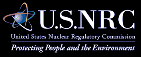 U.S.NRC
United States Nuclear Regulatory Commission
Protecting People and the Environment